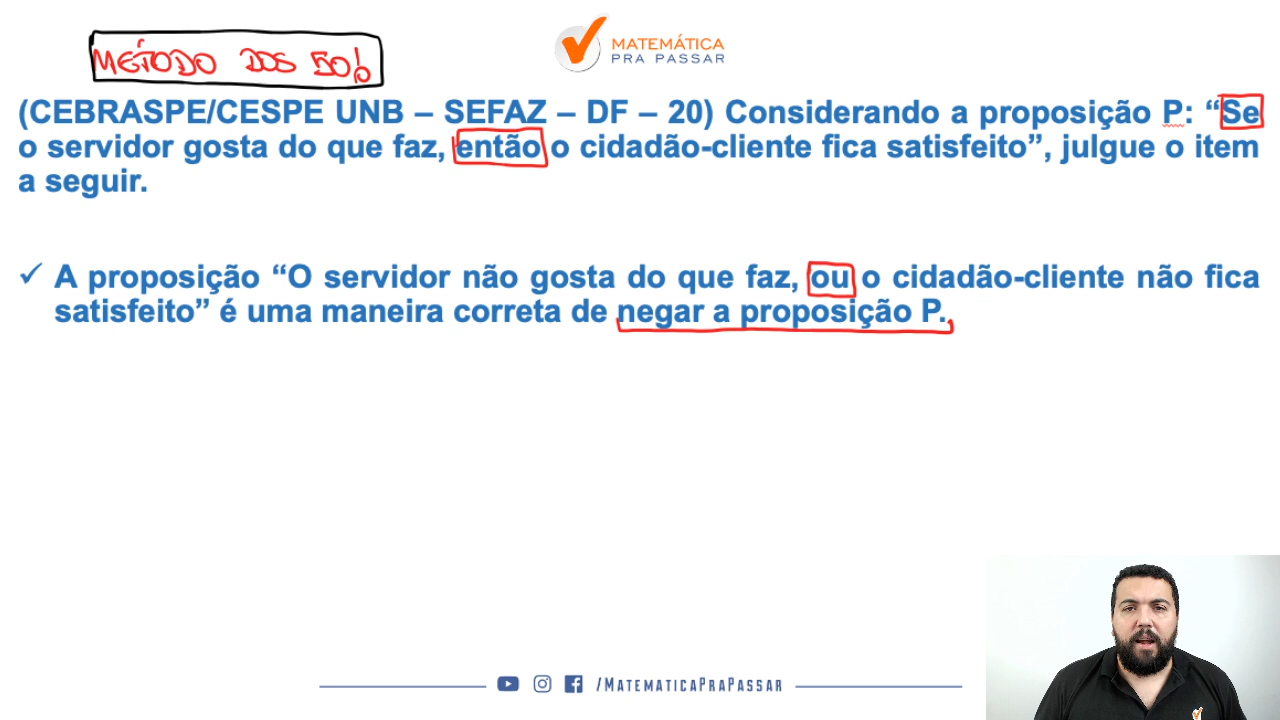 MÉTODO DOS 50!
MATEMÁTICA
PRA PASSAR
(CEBRASPE/CESPE UNB – SEFAZ – DF – 20) Considerando a proposição P: “Se
o servidor gosta do que faz, então o cidadão-cliente fica satisfeito”, julgue o item
a seguir.
✓ A proposição “O servidor não gosta do que faz, ou o cidadão-cliente não fica
satisfeito” é uma maneira correta de negar a proposição P.
/MATEMATICAPRAPASSAR